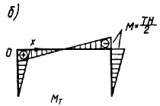 б)
M = TH/2
0 ⊕ x ⊖
M_T